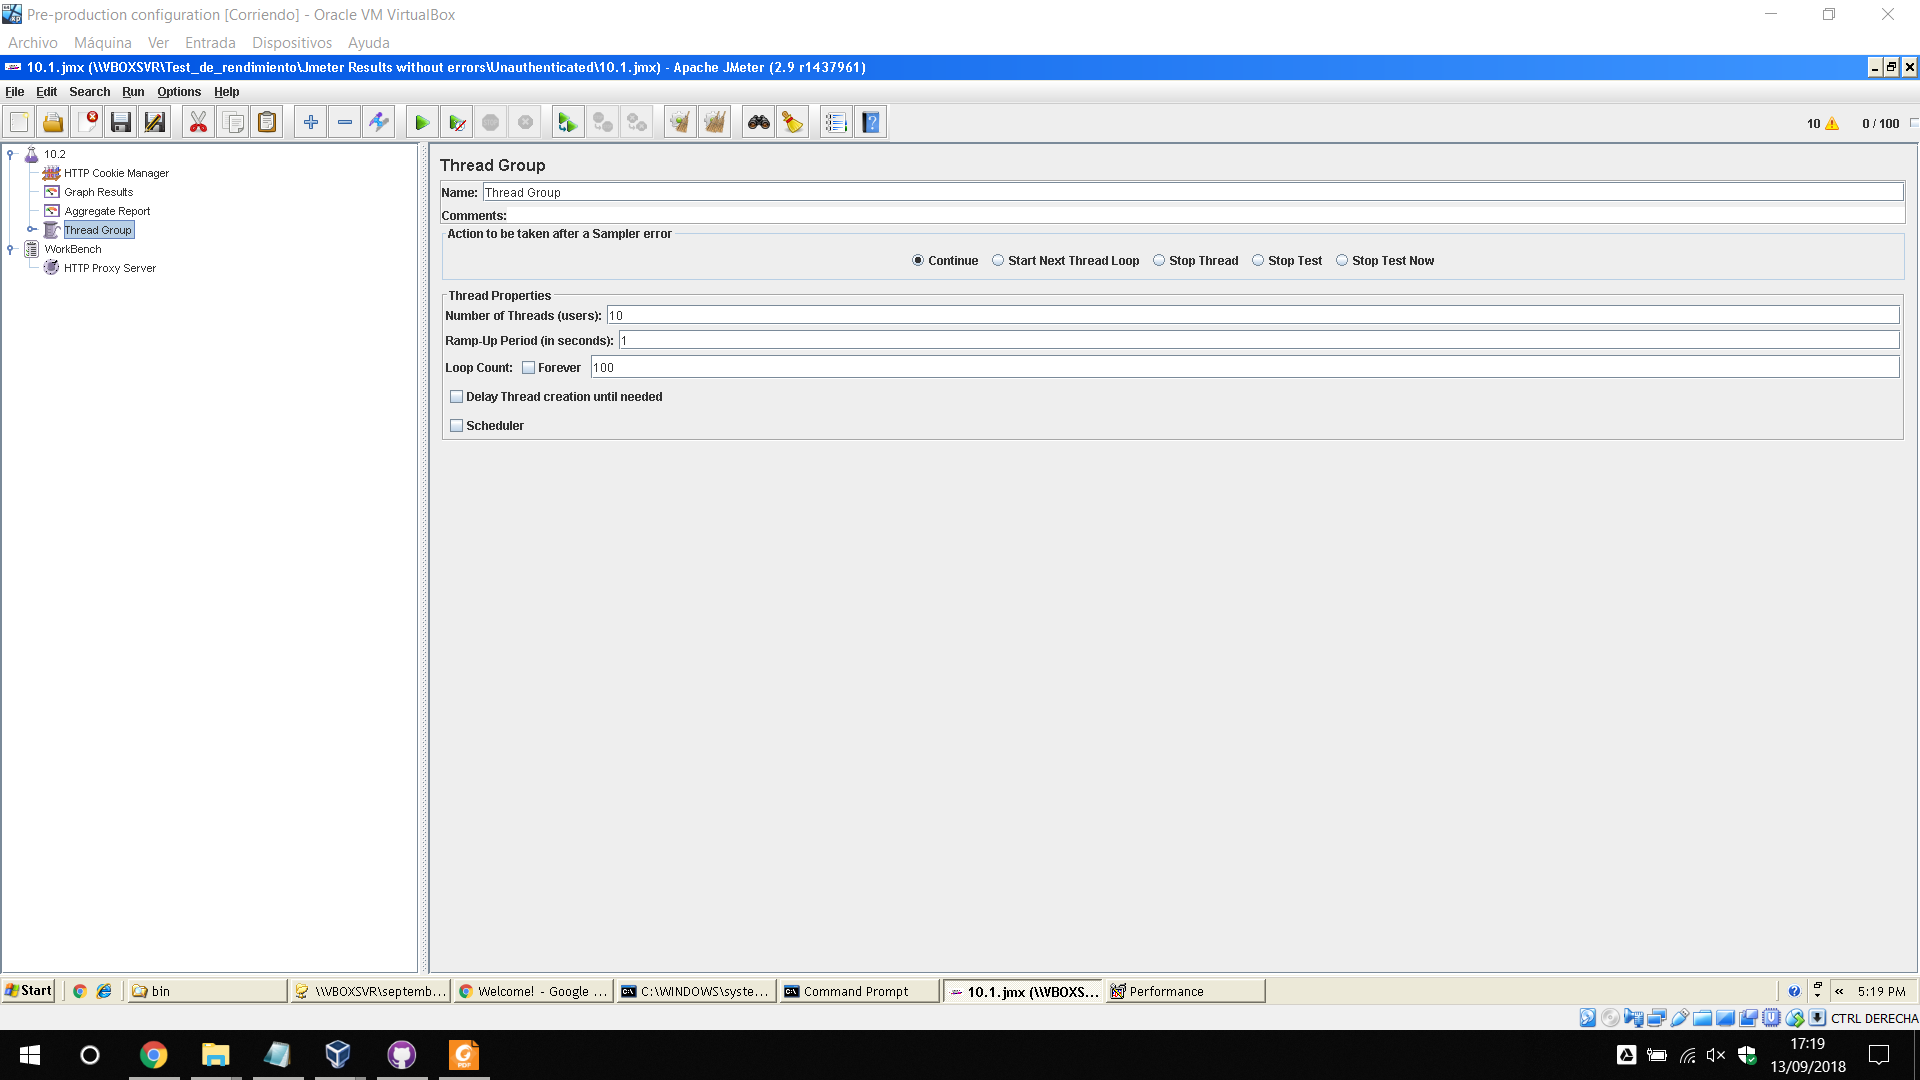 Pre-production configuration [Corriendo] - Oracle VM VirtualBox
Archivo Máquina Ver Entrada Dispositivos Ayuda
10.1.jmx (\\VBOXSVR\Test_de_rendimiento\Jmeter Results without errors\Unauthenticated\10.1.jmx) - Apache JMeter (2.9 r1437961)
File Edit Search Run Options Help
10 0 / 100
10.2
HTTP Cookie Manager
Graph Results
Aggregate Report
Thread Group
WorkBench
HTTP Proxy Server
Thread Group
Name: Thread Group
Comments:
Action to be taken after a Sampler error
Continue Start Next Thread Loop Stop Thread Stop Test Stop Test Now
Thread Properties
Number of Threads (users): 10
Ramp-Up Period (in seconds): 1
Loop Count: Forever 100
Delay Thread creation until needed
Scheduler
Start bin \\VBOXSVR\septemb... Welcome! - Google ... C:\WINDOWS\syste... Command Prompt 10.1.jmx (\\VBOXS... Performance « 5:19 PM
CTRL DERECHA
17:19
13/09/2018